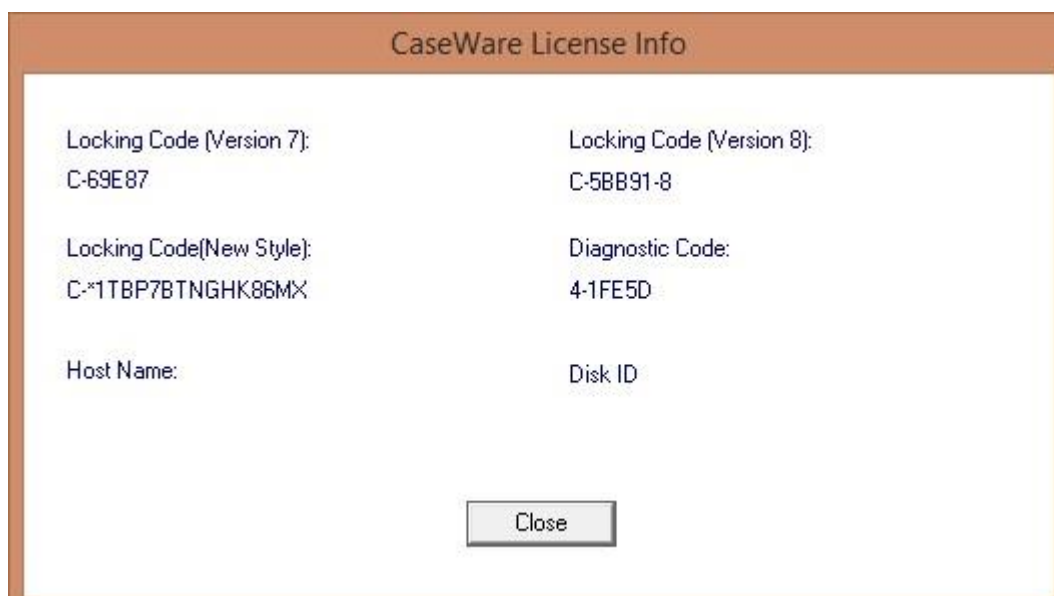 CaseWare License Info
Locking Code (Version 7):
C-69E87
Locking Code (Version 8):
C-5BB91-8
Locking Code(New Style):
C-*1TBP7BTNGHK86MX
Diagnostic Code:
4-1FE5D
Host Name:
Disk ID
Close